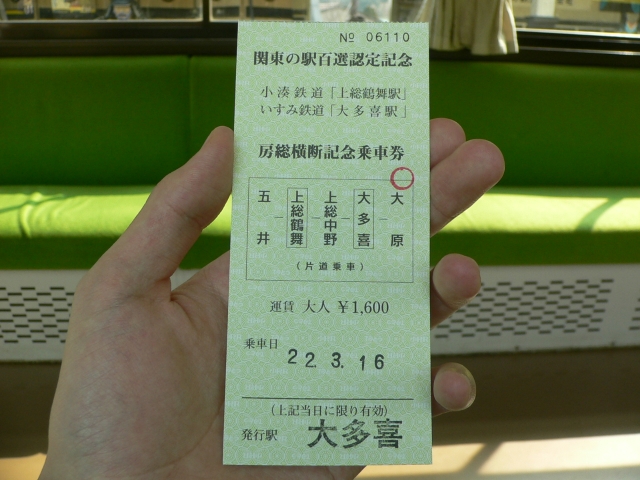 № 06110
関東の駅百選認定記念
小湊鉄道「上総鶴舞駅」
いすみ鉄道「大多喜駅」
房総横断記念乗車券
五井―上総鶴舞―上総中野―大多喜―大原
(片道乗車)
運賃 大人 ¥1,600
乗車日
22.3.16
(上記当日に限り有効)
発行駅 大多喜